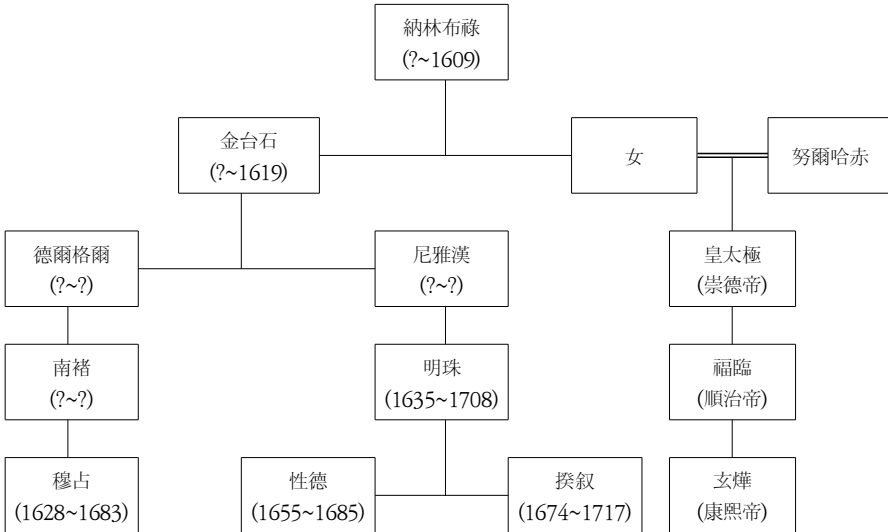 納林布祿
(?~1609)
金台石
(?~1619)
女
努爾哈赤
德爾格爾
(?~?)
尼雅漢
(?~?)
皇太極
(崇德帝)
南褚
(?~?)
明珠
(1635~1708)
福臨
(順治帝)
穆占
(1628~1683)
性德
(1655~1685)
揆叙
(1674~1717)
玄燁
(康熙帝)